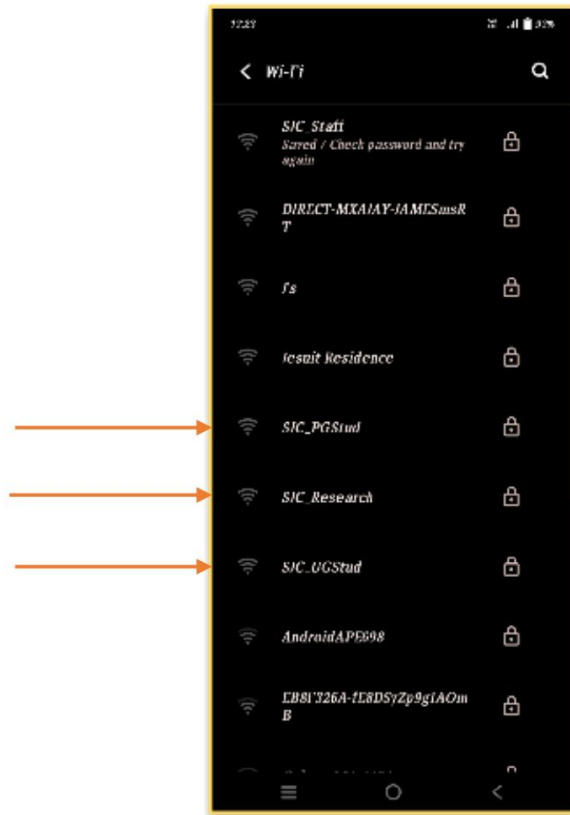 Wi-Fi
SJC_Staff
Saved / Check password and try
again
DIRECT-MXAJAY-JAMESmsR
T
Jesuit Residence
SJC_PGStud
SJC_Research
SJC_UGStud
AndroidAPE698
B